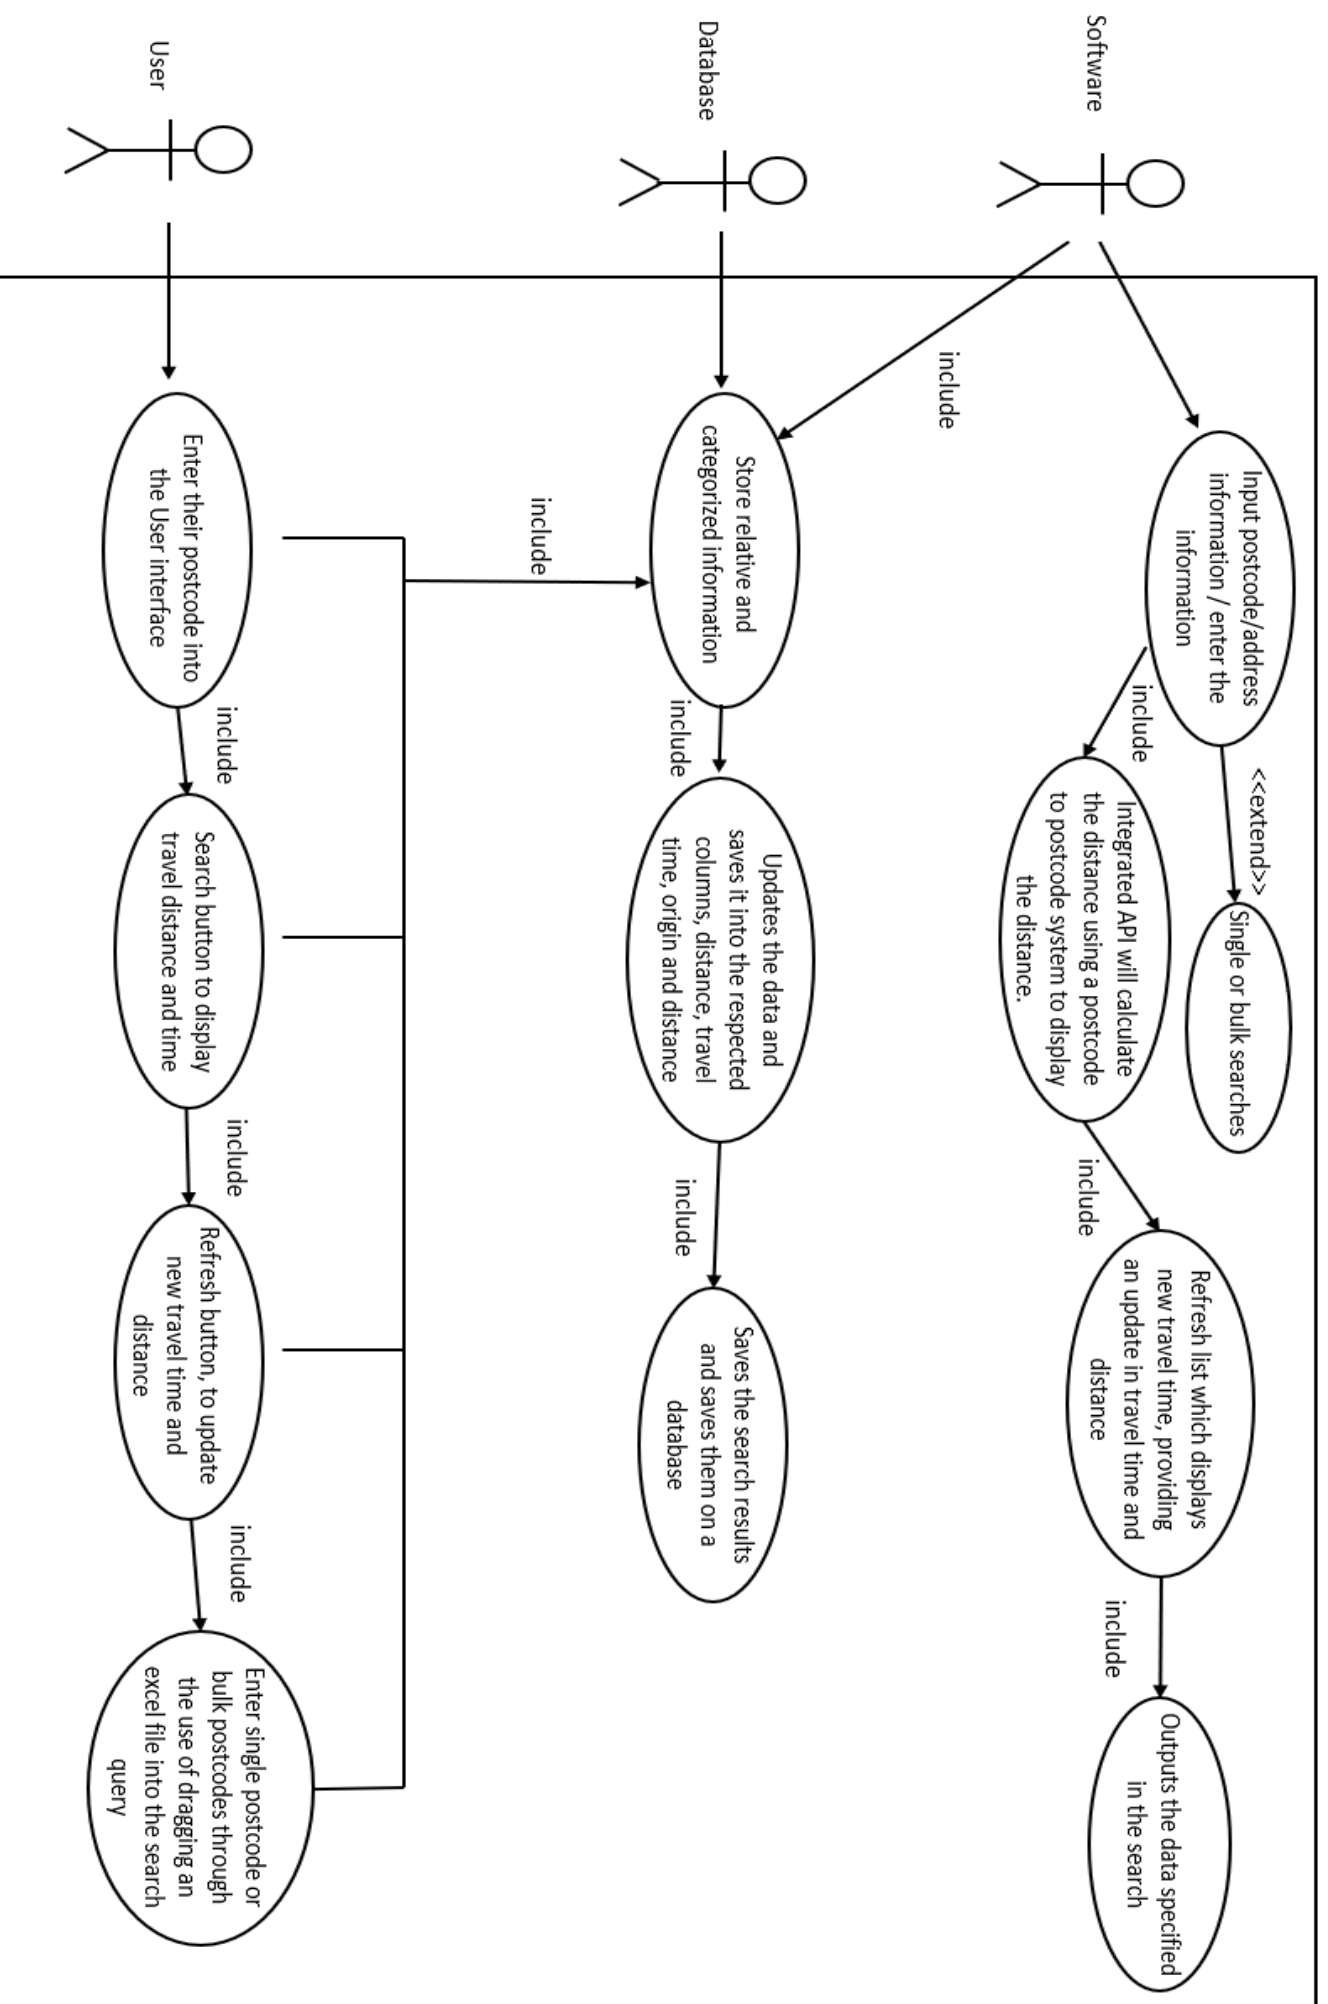 Software
Input postcode/address
information / enter the
information
<<extend>>
Single or bulk searches
include
Integrated API will calculate
the distance using a postcode
to postcode system to display
the distance.
include
Refresh list which displays
new travel time, providing
an update in travel time and
distance
include
Outputs the data specified
in the search
include
Database
Store relative and
categorized information
include
Updates the data and
saves it into the respected
columns, distance, travel
time, origin and distance
include
Saves the search results
and saves them on a
database
include
User
Enter their postcode into
the User interface
include
Search button to display
travel distance and time
include
Refresh button, to update
new travel time and
distance
include
Enter single postcode or
bulk postcodes through
the use of dragging an
excel file into the search
query